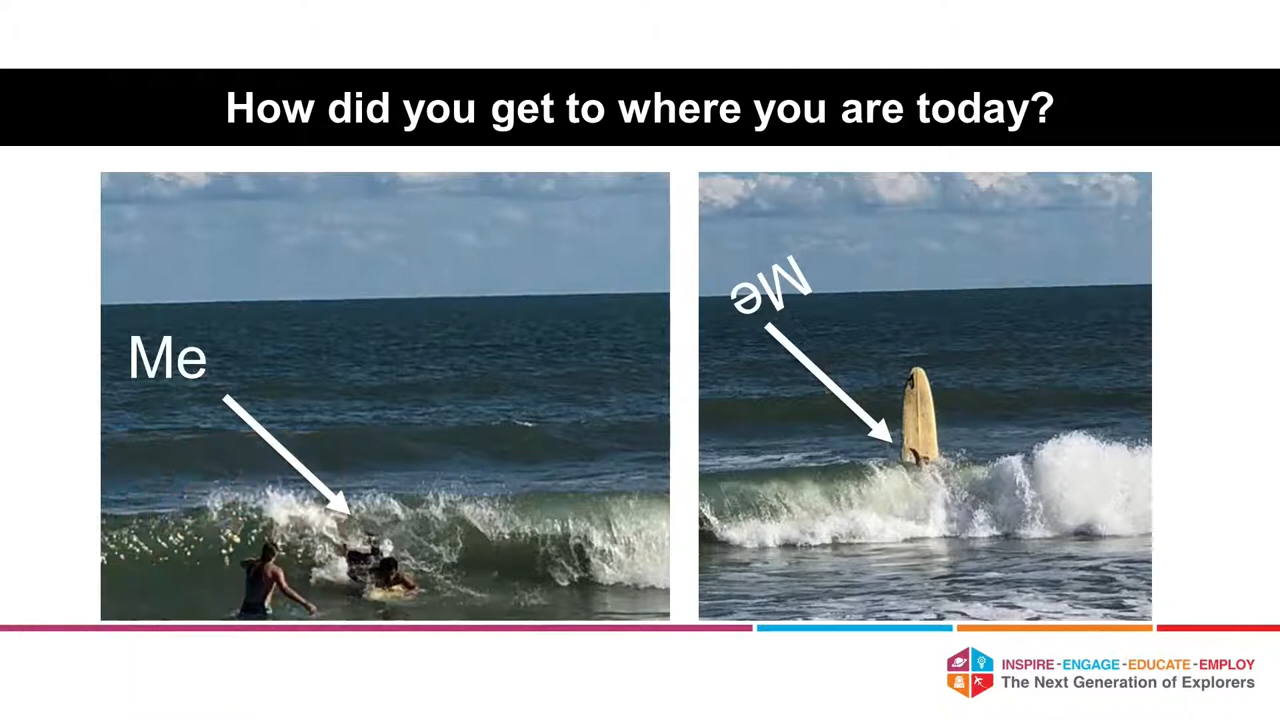 How did you get to where you are today?
Me
Me
INSPIRE - ENGAGE - EDUCATE - EMPLOY
The Next Generation of Explorers